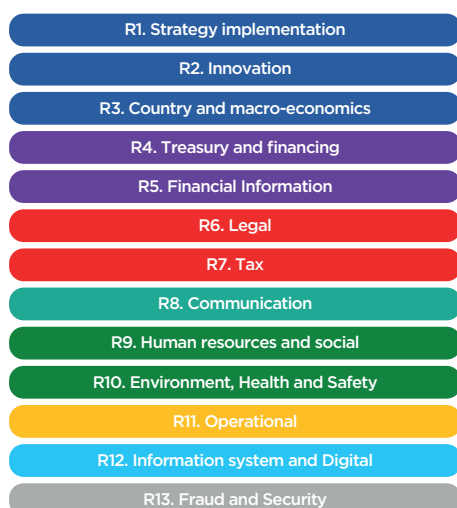 R1. Strategy implementation
R2. Innovation
R3. Country and macro-economics
R4. Treasury and financing
R5. Financial Information
R6. Legal
R7. Tax
R8. Communication
R9. Human resources and social
R10. Environment, Health and Safety
R11. Operational
R12. Information system and Digital
R13. Fraud and Security